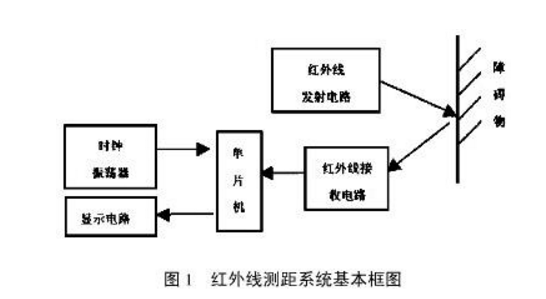 红外线
发射电路
障
碍
物
时钟
振荡器
单
片
机
红外线接
收电路
显示电路
图 1 红外线测距系统基本框图